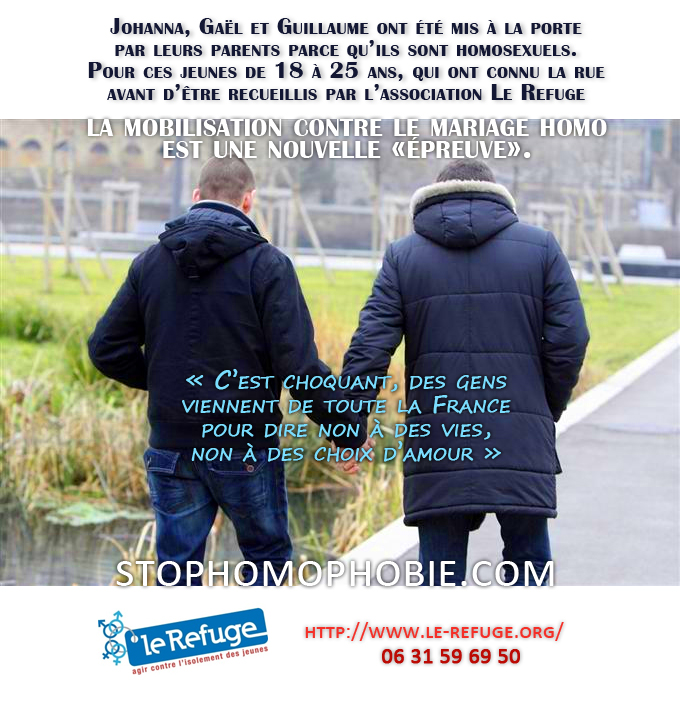 Johanna, Gaël et Guillaume ont été mis à la porte
par leurs parents parce qu'ils sont homosexuels.
Pour ces jeunes de 18 à 25 ans, qui ont connu la rue
avant d'être recueillis par l'association Le Refuge
la mobilisation contre le mariage homo
est une nouvelle «épreuve».
« C'est choquant, des gens
viennent de toute la France
pour dire non à des vies,
non à des choix d'amour »
STOPHOMOPHOBIE.COM
le Refuge
agir contre l'isolement des jeunes
http://www.le-refuge.org/
06 31 59 69 50